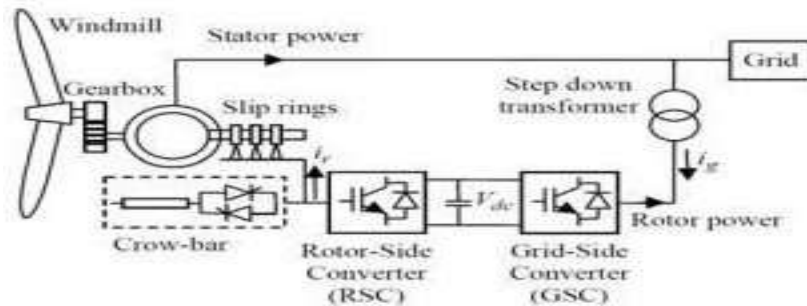 Windmill
Stator power
Grid
Gearbox
Slip rings
Step down
transformer
i_r
i_g
V_dc
Crow-bar
Rotor power
Rotor-Side
Converter
(RSC)
Grid-Side
Converter
(GSC)